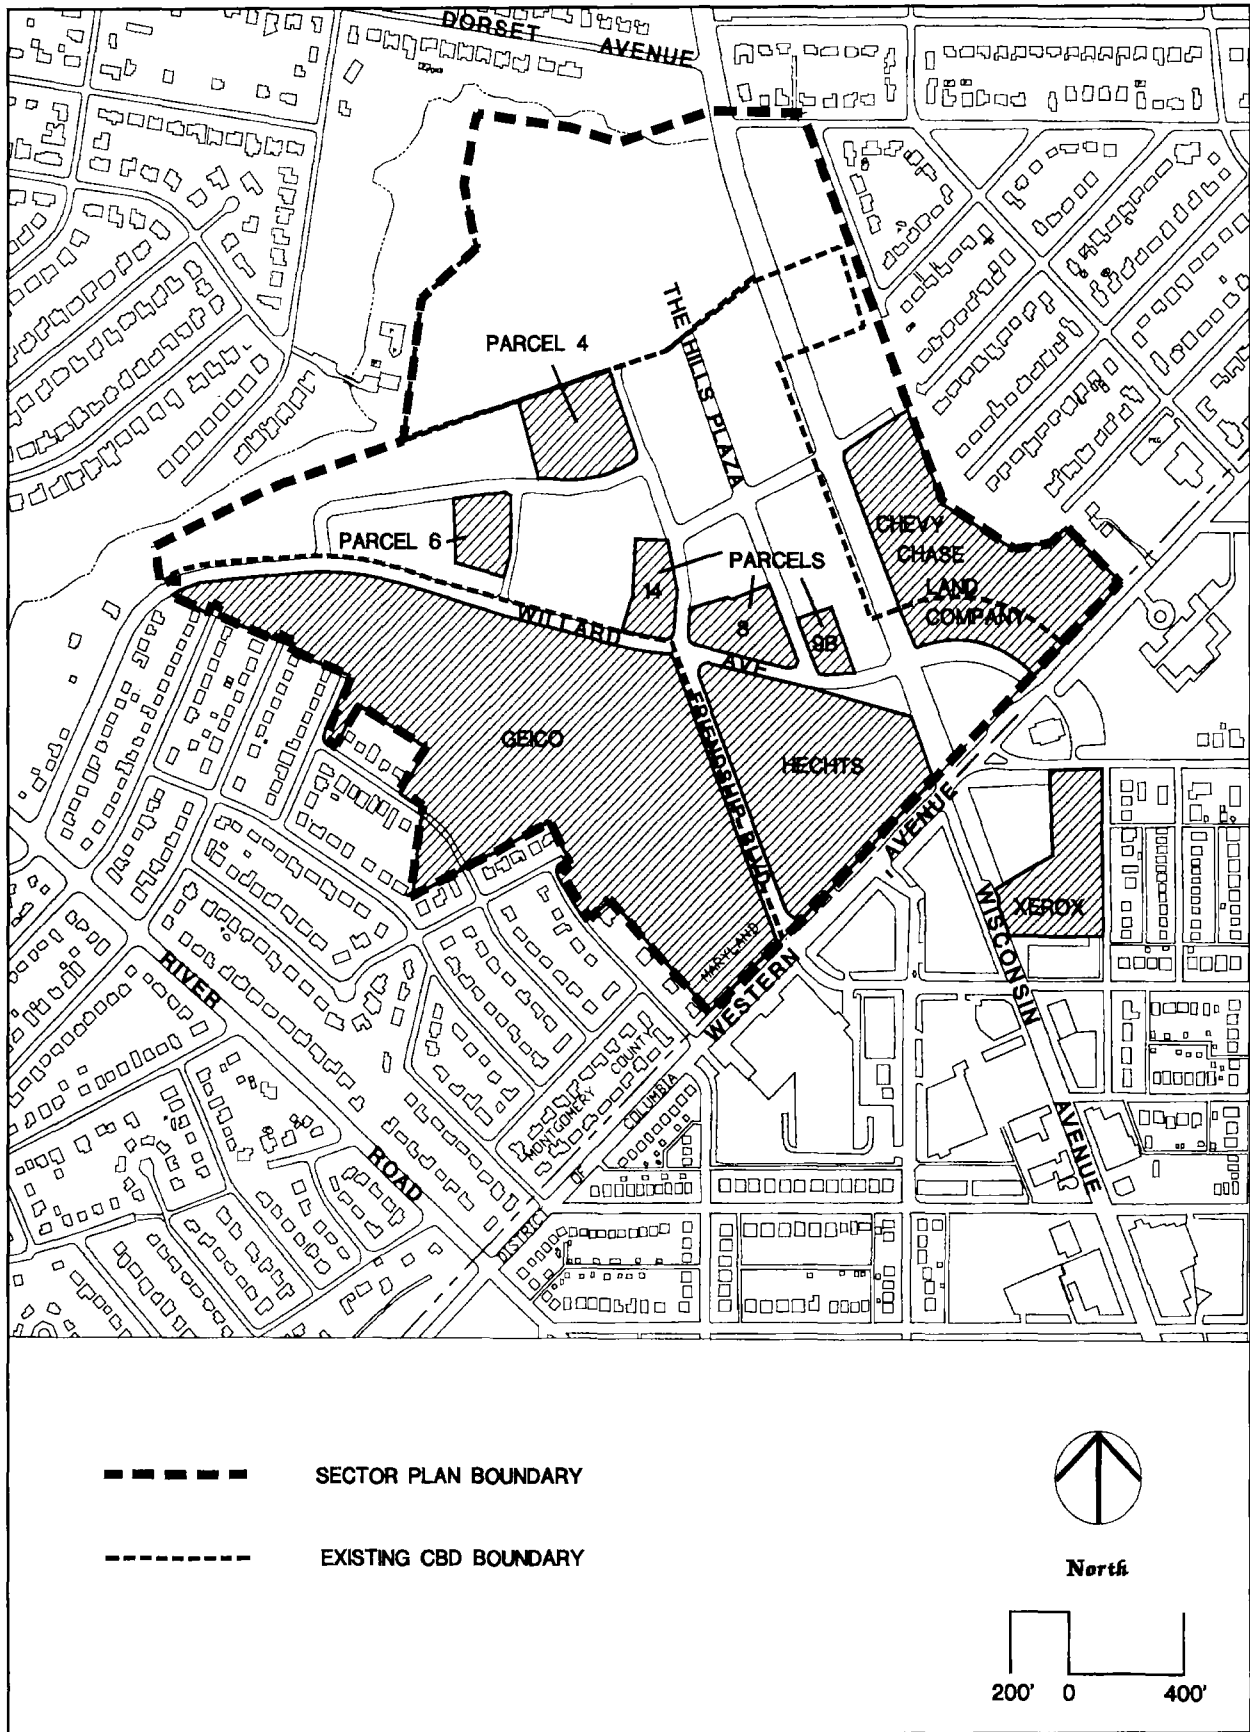 DORSET AVENUE
THE HILLS PLAZA
PARCEL 4
PARCEL 6
PARCELS
14
8
9B
CHEVY
CHASE
LAND
COMPANY
PKG
WILLARD AVE
GEICO
FRIENDSHIP BLVD
HECHTS
XEROX
MARYLAND
WESTERN AVENUE
WISCONSIN AVENUE
RIVER ROAD
MONTGOMERY COUNTY
DISTRICT OF COLUMBIA
SECTOR PLAN BOUNDARY
EXISTING CBD BOUNDARY
North
200' 0 400'